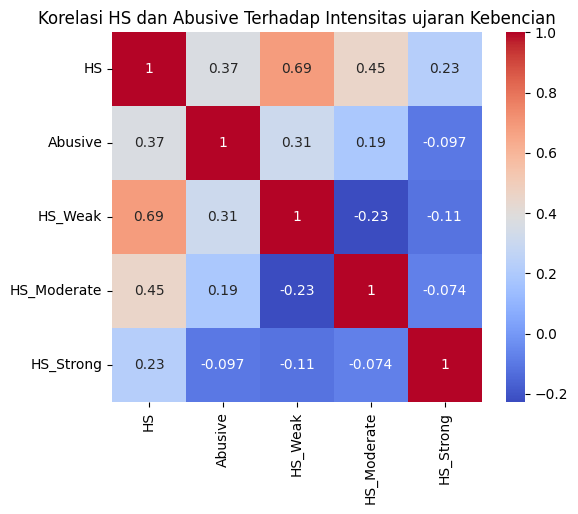 Korelasi HS dan Abusive Terhadap Intensitas ujaran Kebencian
HS 1 0.37 0.69 0.45 0.23
Abusive 0.37 1 0.31 0.19 -0.097
HS_Weak 0.69 0.31 1 -0.23 -0.11
HS_Moderate 0.45 0.19 -0.23 1 -0.074
HS_Strong 0.23 -0.097 -0.11 -0.074 1
HS
Abusive
HS_Weak
HS_Moderate
HS_Strong
1.0
0.8
0.6
0.4
0.2
0.0
−0.2